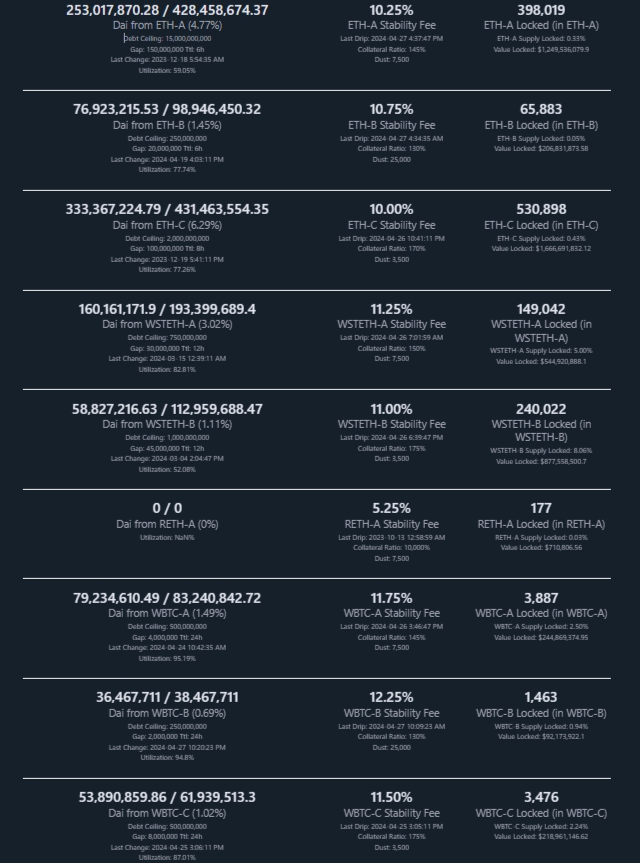 253,017,870.28 / 428,458,674.37
Dai from ETH-A (4.77%)
Debt Ceiling: 15,000,000,000
Gap: 150,000,000 Ttl: 6h
Last Change: 2023-12-18 5:54:35 AM
Utilization: 59.05%
10.25%
ETH-A Stability Fee
Last Drip: 2024-04-27 4:37:47 PM
Collateral Ratio: 145%
Dust: 7,500
398,019
ETH-A Locked (in ETH-A)
ETH-A Supply Locked: 0.33%
Value Locked: $1,249,536,079.9
76,923,215.53 / 98,946,450.32
Dai from ETH-B (1.45%)
Debt Ceiling: 250,000,000
Gap: 20,000,000 Ttl: 6h
Last Change: 2024-04-19 4:03:11 PM
Utilization: 77.74%
10.75%
ETH-B Stability Fee
Last Drip: 2024-04-27 4:34:35 AM
Collateral Ratio: 130%
Dust: 25,000
65,883
ETH-B Locked (in ETH-B)
ETH-B Supply Locked: 0.05%
Value Locked: $206,831,873.58
333,367,224.79 / 431,463,554.35
Dai from ETH-C (6.29%)
Debt Ceiling: 2,000,000,000
Gap: 100,000,000 Ttl: 8h
Last Change: 2023-12-19 5:41:11 PM
Utilization: 77.26%
10.00%
ETH-C Stability Fee
Last Drip: 2024-04-26 10:41:11 PM
Collateral Ratio: 170%
Dust: 3,500
530,898
ETH-C Locked (in ETH-C)
ETH-C Supply Locked: 0.43%
Value Locked: $1,666,691,832.12
160,161,171.9 / 193,399,689.4
Dai from WSTETH-A (3.02%)
Debt Ceiling: 750,000,000
Gap: 30,000,000 Ttl: 12h
Last Change: 2024-03-15 12:39:11 AM
Utilization: 82.81%
11.25%
WSTETH-A Stability Fee
Last Drip: 2024-04-26 7:01:59 AM
Collateral Ratio: 150%
Dust: 7,500
149,042
WSTETH-A Locked (in
WSTETH-A)
WSTETH-A Supply Locked: 5.00%
Value Locked: $544,920,888.1
58,827,216.63 / 112,959,688.47
Dai from WSTETH-B (1.11%)
Debt Ceiling: 1,000,000,000
Gap: 45,000,000 Ttl: 12h
Last Change: 2024-03-04 2:04:47 PM
Utilization: 52.08%
11.00%
WSTETH-B Stability Fee
Last Drip: 2024-04-26 6:39:47 PM
Collateral Ratio: 175%
Dust: 3,500
240,022
WSTETH-B Locked (in
WSTETH-B)
WSTETH-B Supply Locked: 8.06%
Value Locked: $877,558,500.7
0 / 0
Dai from RETH-A (0%)
Utilization: NaN%
5.25%
RETH-A Stability Fee
Last Drip: 2023-10-13 12:58:59 AM
Collateral Ratio: 10,000%
Dust: 7,500
177
RETH-A Locked (in RETH-A)
RETH-A Supply Locked: 0.03%
Value Locked: $710,806.56
79,234,610.49 / 83,240,842.72
Dai from WBTC-A (1.49%)
Debt Ceiling: 500,000,000
Gap: 4,000,000 Ttl: 24h
Last Change: 2024-04-24 10:42:35 AM
Utilization: 95.19%
11.75%
WBTC-A Stability Fee
Last Drip: 2024-04-26 3:46:47 PM
Collateral Ratio: 145%
Dust: 7,500
3,887
WBTC-A Locked (in WBTC-A)
WBTC-A Supply Locked: 2.50%
Value Locked: $244,869,374.95
36,467,711 / 38,467,711
Dai from WBTC-B (0.69%)
Debt Ceiling: 250,000,000
Gap: 2,000,000 Ttl: 24h
Last Change: 2024-04-27 10:20:23 PM
Utilization: 94.8%
12.25%
WBTC-B Stability Fee
Last Drip: 2024-04-27 10:09:23 AM
Collateral Ratio: 130%
Dust: 25,000
1,463
WBTC-B Locked (in WBTC-B)
WBTC-B Supply Locked: 0.94%
Value Locked: $92,173,922.1
53,890,859.86 / 61,939,513.3
Dai from WBTC-C (1.02%)
Debt Ceiling: 500,000,000
Gap: 8,000,000 Ttl: 24h
Last Change: 2024-04-25 3:06:11 PM
Utilization: 87.01%
11.50%
WBTC-C Stability Fee
Last Drip: 2024-04-25 3:05:11 PM
Collateral Ratio: 175%
Dust: 3,500
3,476
WBTC-C Locked (in WBTC-C)
WBTC-C Supply Locked: 2.24%
Value Locked: $218,961,146.62